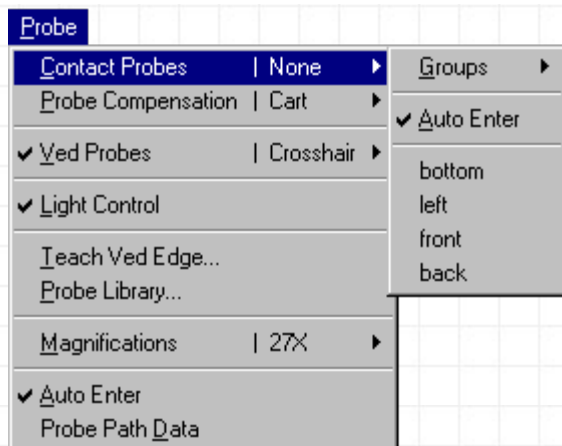 Probe
Contact Probes | None
Probe Compensation | Cart
Ved Probes | Crosshair
Light Control
Teach Ved Edge...
Probe Library...
Magnifications | 27X
Auto Enter
Probe Path Data
Groups
Auto Enter
bottom
left
front
back